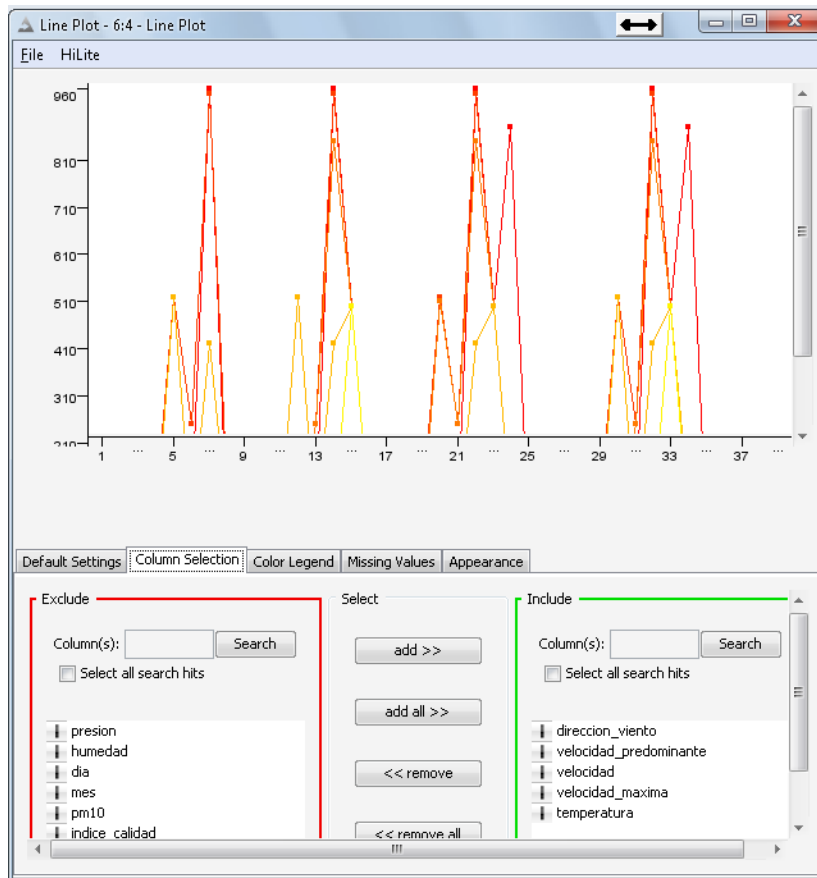 Line Plot - 6:4 - Line Plot
File HiLite
960
810
710
610
510
410
310
210
1 ... 5 ... 9 ... 13 ... 17 ... 21 ... 25 ... 29 ... 33 ... 37 ...
Default Settings Column Selection Color Legend Missing Values Appearance
Exclude Select Include
Column(s): Search add >> Column(s): Search
Select all search hits Select all search hits
add all >>
presion direccion_viento
humedad velocidad_predominante
dia << remove velocidad
mes velocidad_maxima
pm10 temperatura
indice_calidad << remove all